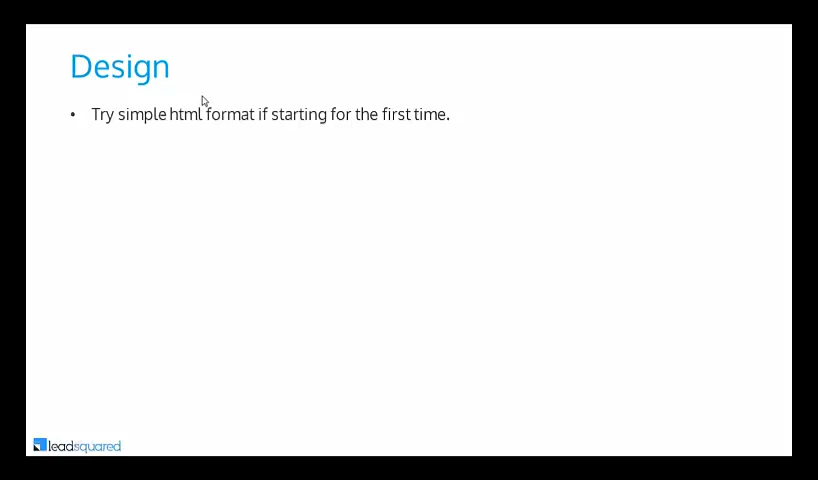 Design
• Try simple html format if starting for the first time.
leadsquared